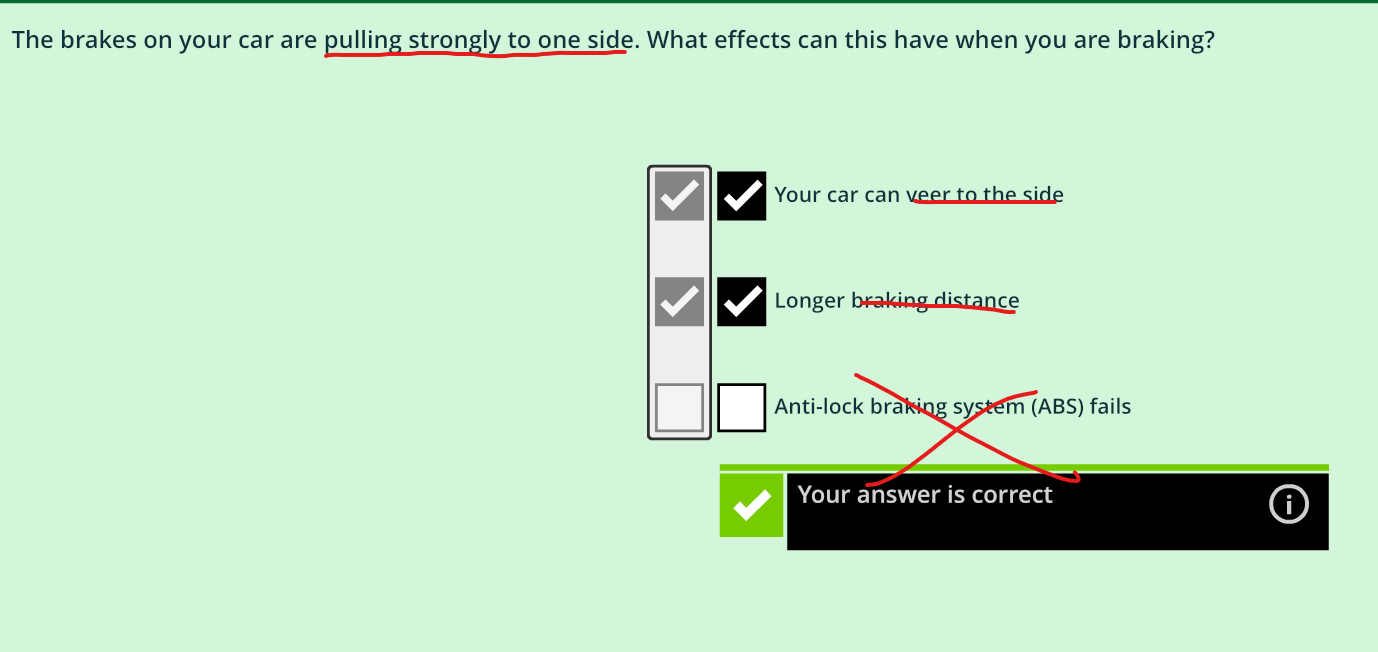 The brakes on your car are pulling strongly to one side. What effects can this have when you are braking?
Your car can veer to the side
Longer braking distance
Anti-lock braking system (ABS) fails
Your answer is correct